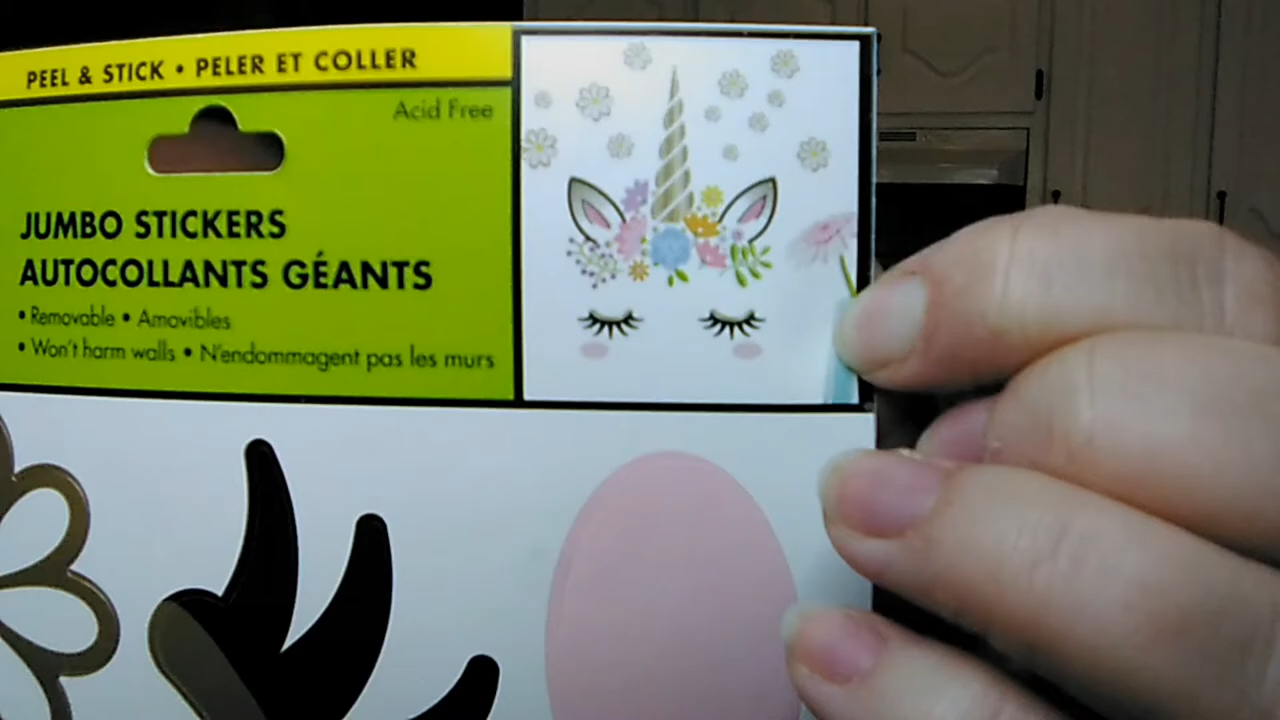 PEEL & STICK • PELER ET COLLER
Acid Free
JUMBO STICKERS
AUTOCOLLANTS GÉANTS
• Removable • Amovibles
• Won't harm walls • N'endommagent pas les murs